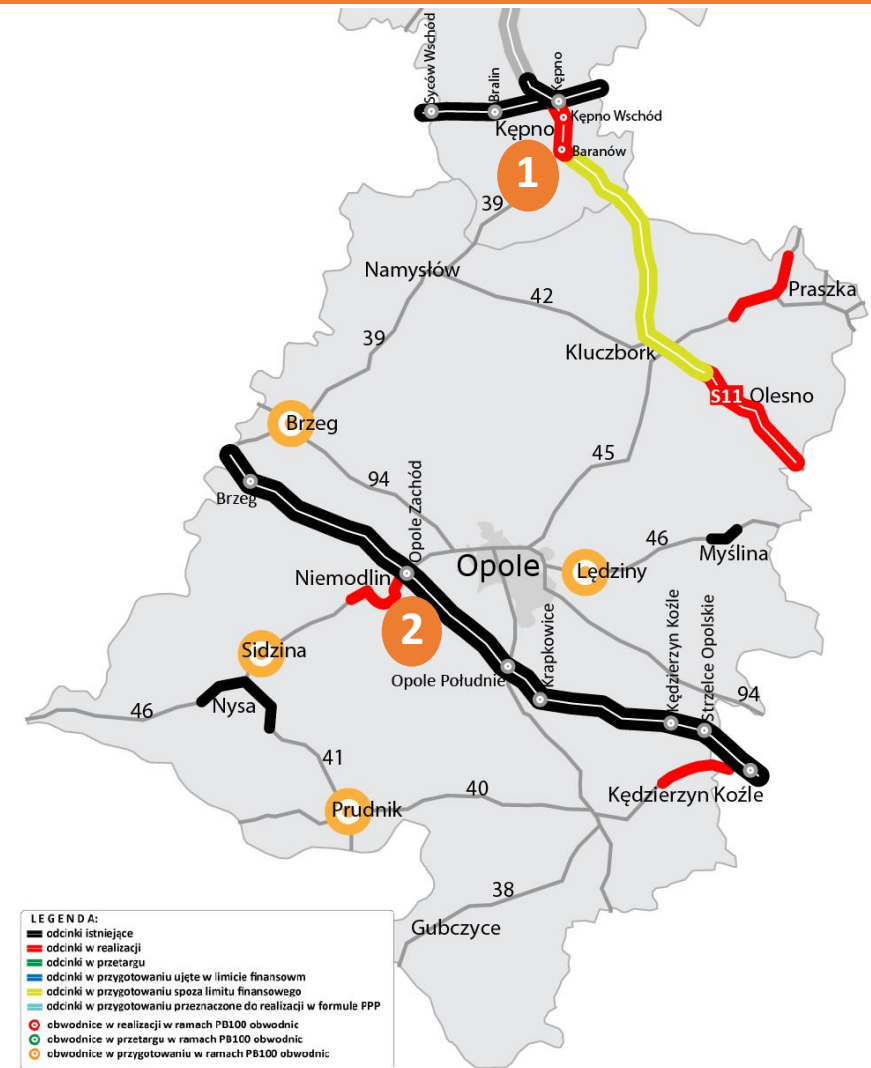 Syców Wschód
Bralin
Kępno
Kępno Wschód
Kępno
Baranów
1
39
Namysłów
42
Praszka
39
Kluczbork
S11 Olesno
Brzeg
45
94
Opole Zachód
Brzeg
46
Myślina
Opole
Lędziny
Niemodlin
2
Sidzina
Krapkowice
Kędzierzyn Koźle
Strzelce Opolskie
Opole Południe
94
46
Nysa
41
40
Kędzierzyn Koźle
Prudnik
38
Gubczyce
LEGENDA:
odcinki istniejące
odcinki w realizacji
odcinki w przetargu
odcinki w przygotowaniu ujęte w limicie finansowm
odcinki w przygotowaniu spoza limitu finansowego
odcinki w przygotowaniu przeznaczone do realizacji w formule PPP
obwodnice w realizacji w ramach PB100 obwodnic
obwodnice w przetargu w ramach PB100 obwodnic
obwodnice w przygotowaniu w ramach PB100 obwodnic